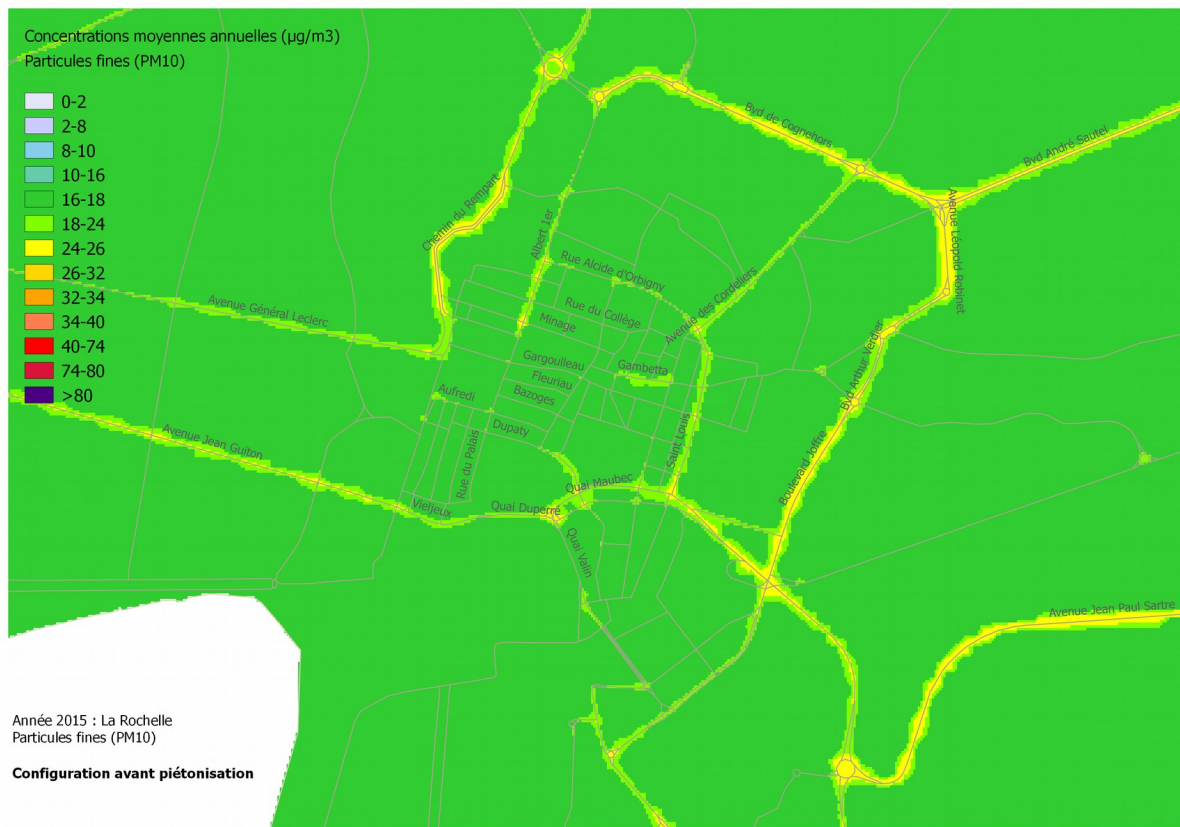 Concentrations moyennes annuelles (µg/m3)
Particules fines (PM10)
0-2
2-8
8-10
10-16
16-18
18-24
24-26
26-32
32-34
34-40
40-74
74-80
>80
Byd de Cognehors
Byd André Sautel
Avenue Léopold Robinet
Chemin du Rempart
Albert 1er
Rue Alcide d'Orbigny
Avenue des Cordeliers
Rue du Collège
Minage
Avenue Général Leclerc
Gargoulleau
Gambetta
Fleuriau
Bazoges
Aufredi
Dupaty
Rue du Palais
Saint Louis
Byd Arthur Verdier
Boulevard Joffre
Avenue Jean Guiton
Vieljeux
Quai Duperré
Quai Maubec
Quai Valin
Avenue Jean Paul Sartre
Année 2015 : La Rochelle
Particules fines (PM10)
Configuration avant piétonisation